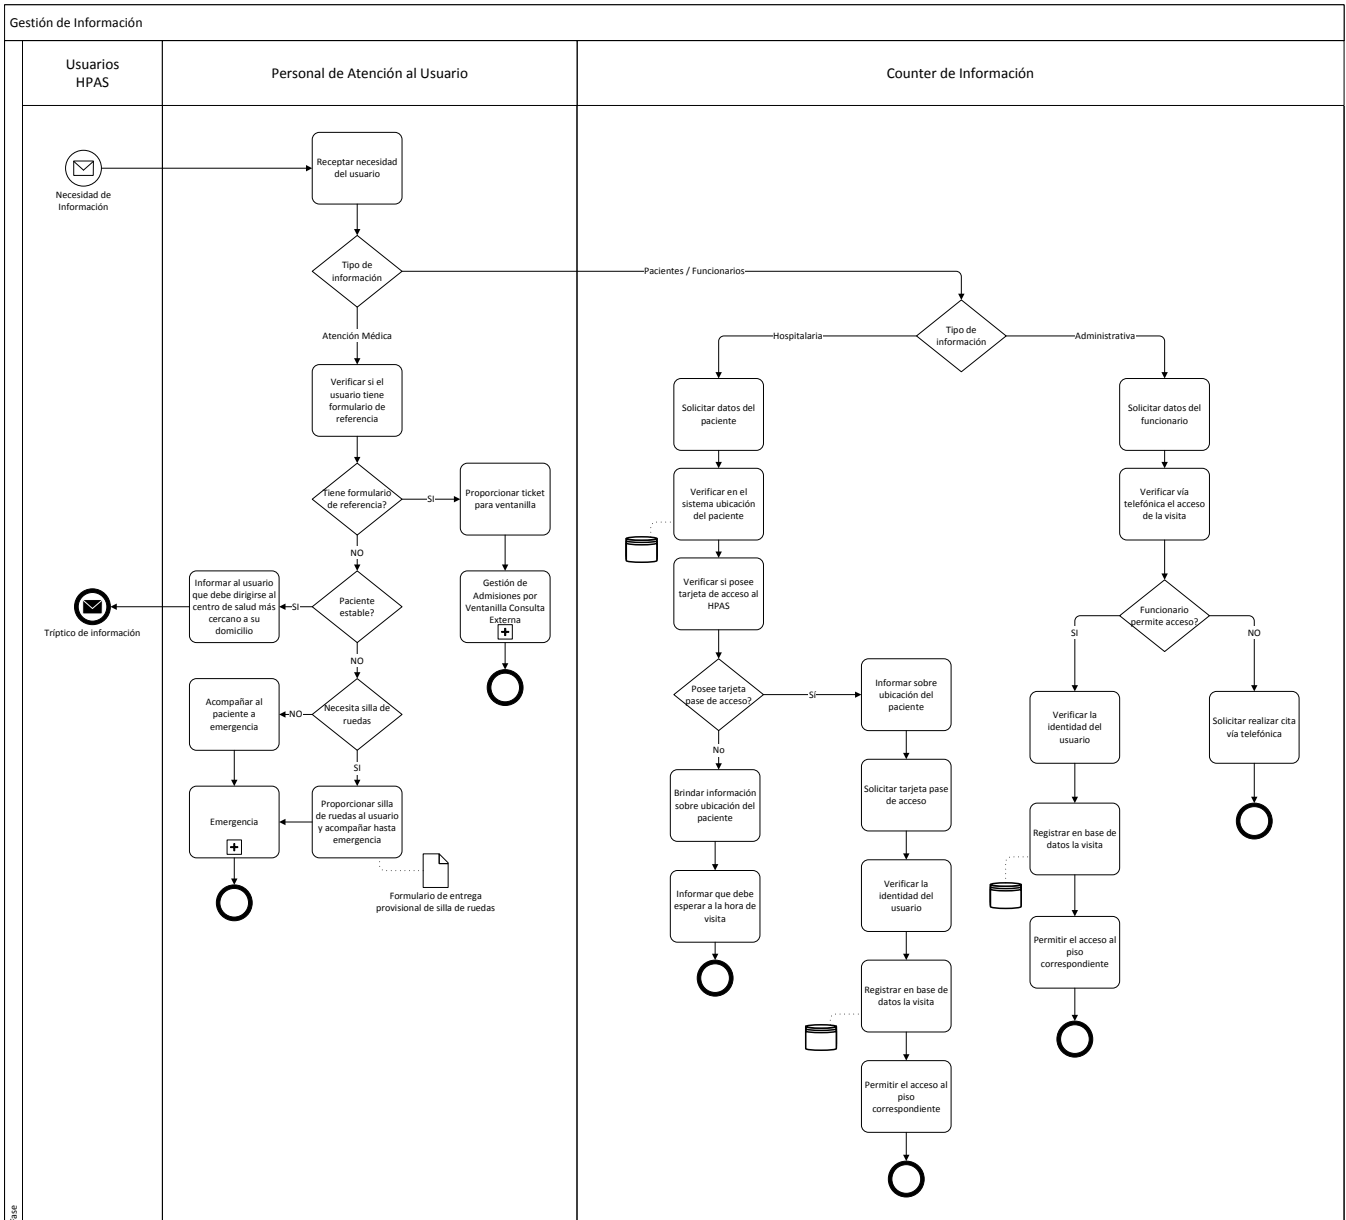 Gestión de Información
Usuarios
HPAS
Personal de Atención al Usuario
Counter de Información
Necesidad de
Información
Receptar necesidad
del usuario
Tipo de
información
Pacientes / Funcionarios
Atención Médica
Tipo de
información
Hospitalaria
Administrativa
Verificar si el
usuario tiene
formulario de
referencia
Tiene formulario
de referencia?
SI
Proporcionar ticket
para ventanilla
NO
Gestión de
Admisiones por
Ventanilla Consulta
Externa
Paciente
estable?
SI
Informar al usuario
que debe dirigirse al
centro de salud más
cercano a su
domicilio
Tríptico de información
NO
Necesita silla de
ruedas
NO
Acompañar al
paciente a
emergencia
SI
Proporcionar silla
de ruedas al usuario
y acompañar hasta
emergencia
Emergencia
Formulario de entrega
provisional de silla de ruedas
Solicitar datos del
paciente
Verificar en el
sistema ubicación
del paciente
Verificar si posee
tarjeta de acceso al
HPAS
Posee tarjeta
pase de acceso?
Sí
No
Brindar información
sobre ubicación del
paciente
Informar que debe
esperar a la hora de
visita
Informar sobre
ubicación del
paciente
Solicitar tarjeta pase
de acceso
Verificar la
identidad del
usuario
Registrar en base de
datos la visita
Permitir el acceso al
piso
correspondiente
Solicitar datos del
funcionario
Verificar vía
telefónica el acceso
de la visita
Funcionario
permite acceso?
SI
NO
Verificar la
identidad del
usuario
Solicitar realizar cita
vía telefónica
Registrar en base de
datos la visita
Permitir el acceso al
piso
correspondiente